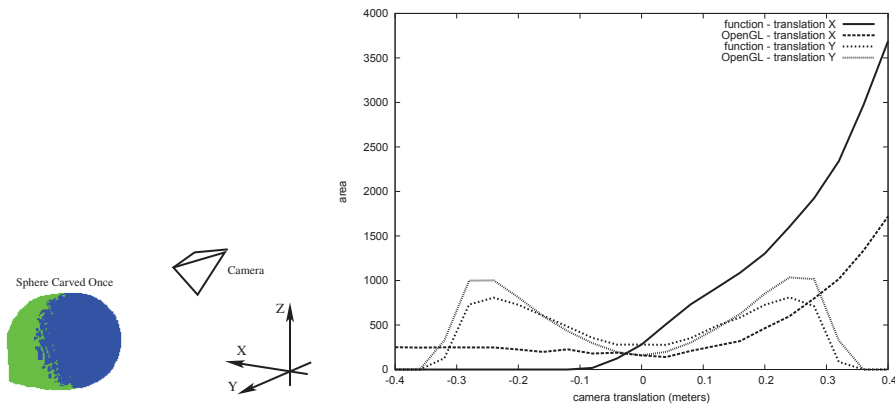 Sphere Carved Once
Camera
Z
X
Y
4000
3500
3000
2500
2000
1500
1000
500
0
area
-0.4 -0.3 -0.2 -0.1 0 0.1 0.2 0.3 0.4
camera translation (meters)
function - translation X
OpenGL - translation X
function - translation Y
OpenGL - translation Y